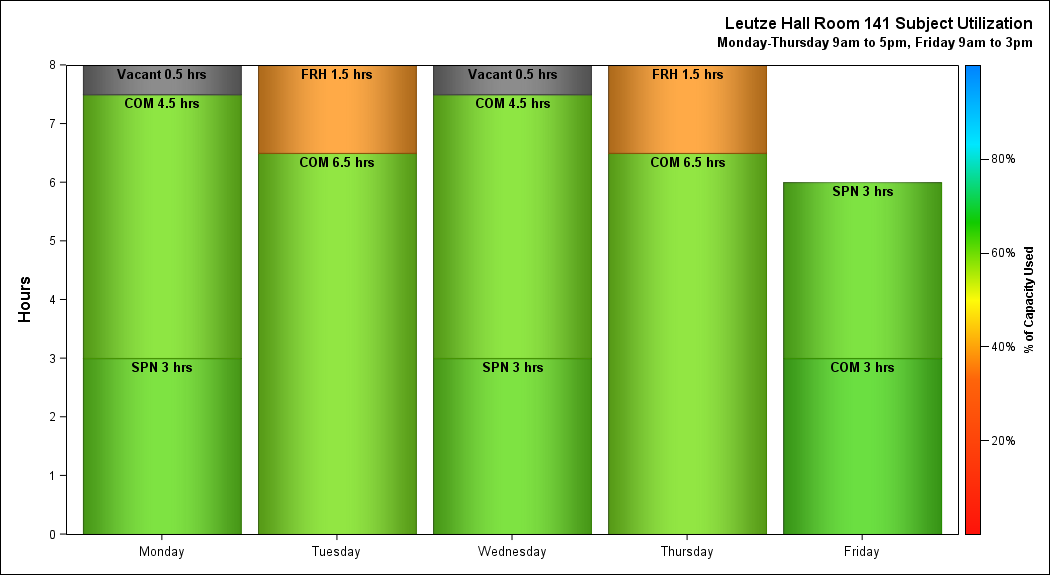 Leutze Hall Room 141 Subject Utilization
Monday-Thursday 9am to 5pm, Friday 9am to 3pm
8
7
6
5
4
3
2
1
0
Hours
Vacant 0.5 hrs
COM 4.5 hrs
SPN 3 hrs
FRH 1.5 hrs
COM 6.5 hrs
Vacant 0.5 hrs
COM 4.5 hrs
SPN 3 hrs
FRH 1.5 hrs
COM 6.5 hrs
SPN 3 hrs
COM 3 hrs
Monday
Tuesday
Wednesday
Thursday
Friday
80%
60%
40%
20%
% of Capacity Used